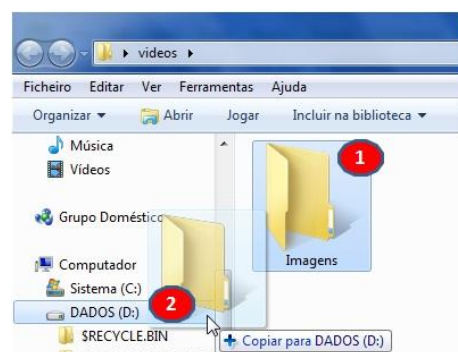 videos
Ficheiro Editar Ver Ferramentas Ajuda
Organizar Abrir Jogar Incluir na biblioteca
Música
Vídeos
1
Grupo Doméstico
Imagens
Computador
Sistema (C:)
DADOS (D:)
2
$RECYCLE.BIN
Copiar para DADOS (D:)